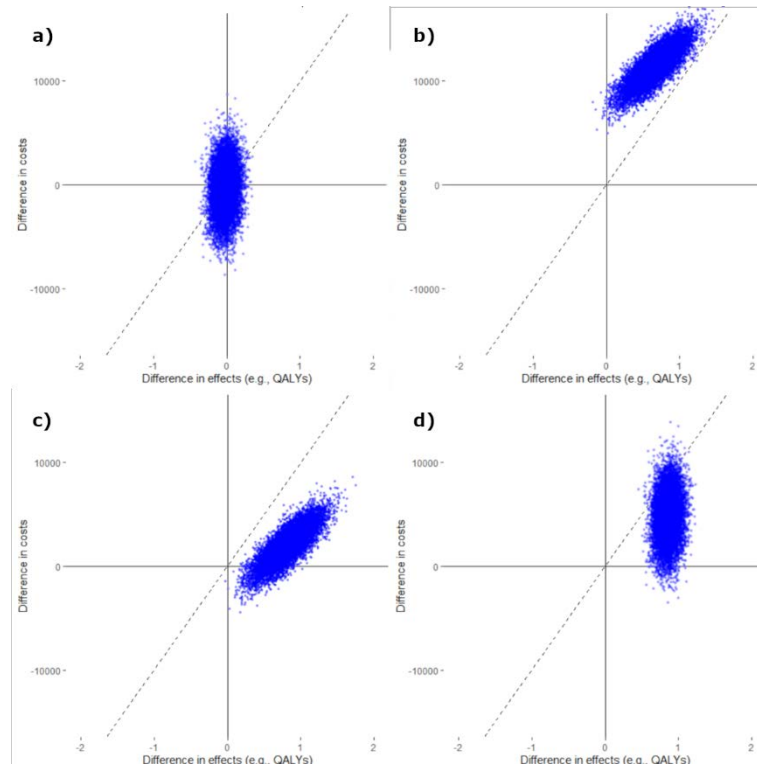 a)
10000
0
-10000
-2 -1 0 1 2
Difference in costs
Difference in effects (e.g., QALYs)
b)
10000
0
-10000
-2 -1 0 1 2
Difference in costs
Difference in effects (e.g., QALYs)
c)
10000
0
-10000
-2 -1 0 1 2
Difference in costs
Difference in effects (e.g., QALYs)
d)
10000
0
-10000
-2 -1 0 1 2
Difference in costs
Difference in effects (e.g., QALYs)